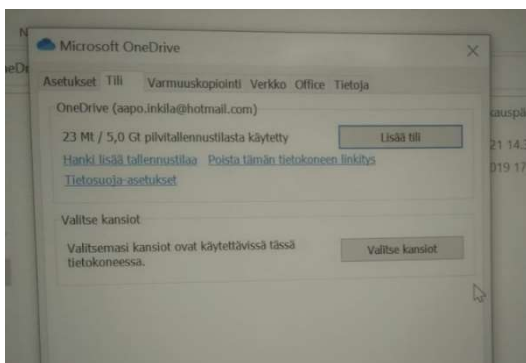 Microsoft OneDrive
Asetukset Tili Varmuuskopiointi Verkko Office Tietoja
OneDrive (aapo.inkila@hotmail.com)
23 Mt / 5,0 Gt pilvitallennustilasta käytetty Lisää tili
Hanki lisää tallennustilaa Poista tämän tietokoneen linkitys
Tietosuoja-asetukset
Valitse kansiot
Valitsemasi kansiot ovat käytettävissä tässä Valitse kansiot
tietokoneessa.